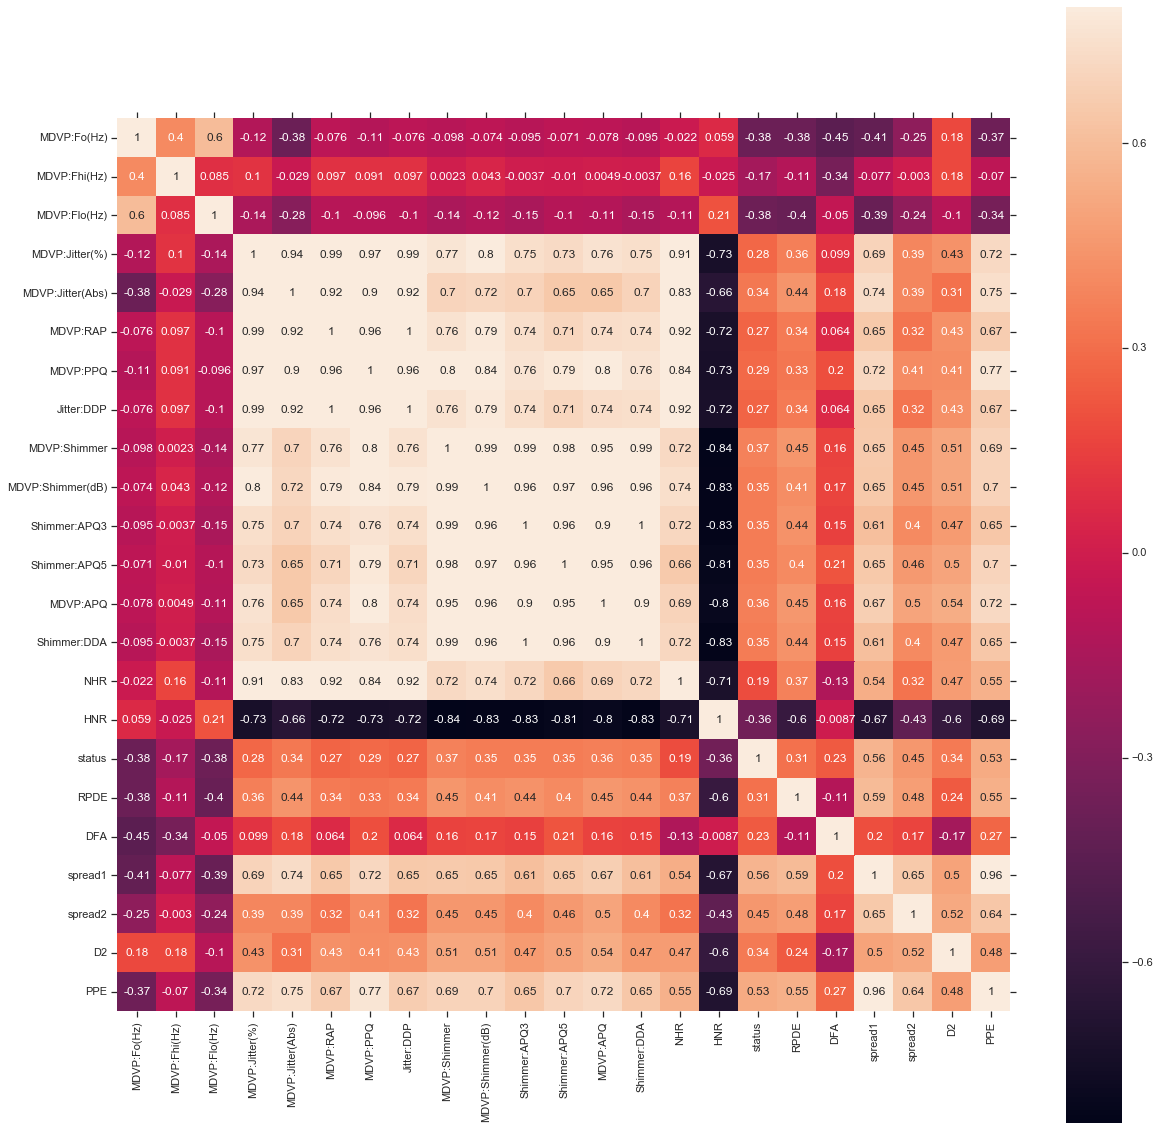 MDVP:Fo(Hz) 1 0.4 0.6 -0.12 -0.38 -0.076 -0.11 -0.076 -0.098 -0.074 -0.095 -0.071 -0.078 -0.095 -0.022 0.059 -0.38 -0.38 -0.45 -0.41 -0.25 0.18 -0.37
0.6
MDVP:Fhi(Hz) 0.4 1 0.085 0.1 -0.029 0.097 0.091 0.097 0.0023 0.043 -0.0037 -0.01 0.0049 -0.0037 0.16 -0.025 -0.17 -0.11 -0.34 -0.077 -0.003 0.18 -0.07
MDVP:Flo(Hz) 0.6 0.085 1 -0.14 -0.28 -0.1 -0.096 -0.1 -0.14 -0.12 -0.15 -0.1 -0.11 -0.15 -0.11 0.21 -0.38 -0.4 -0.05 -0.39 -0.24 -0.1 -0.34
MDVP:Jitter(%) -0.12 0.1 -0.14 1 0.94 0.99 0.97 0.99 0.77 0.8 0.75 0.73 0.76 0.75 0.91 -0.73 0.28 0.36 0.099 0.69 0.39 0.43 0.72
MDVP:Jitter(Abs) -0.38 -0.029 -0.28 0.94 1 0.92 0.9 0.92 0.7 0.72 0.7 0.65 0.65 0.7 0.83 -0.66 0.34 0.44 0.18 0.74 0.39 0.31 0.75
MDVP:RAP -0.076 0.097 -0.1 0.99 0.92 1 0.96 1 0.76 0.79 0.74 0.71 0.74 0.74 0.92 -0.72 0.27 0.34 0.064 0.65 0.32 0.43 0.67
0.3
MDVP:PPQ -0.11 0.091 -0.096 0.97 0.9 0.96 1 0.96 0.8 0.84 0.76 0.79 0.8 0.76 0.84 -0.73 0.29 0.33 0.2 0.72 0.41 0.41 0.77
Jitter:DDP -0.076 0.097 -0.1 0.99 0.92 1 0.96 1 0.76 0.79 0.74 0.71 0.74 0.74 0.92 -0.72 0.27 0.34 0.064 0.65 0.32 0.43 0.67
MDVP:Shimmer -0.098 0.0023 -0.14 0.77 0.7 0.76 0.8 0.76 1 0.99 0.99 0.98 0.95 0.99 0.72 -0.84 0.37 0.45 0.16 0.65 0.45 0.51 0.69
MDVP:Shimmer(dB) -0.074 0.043 -0.12 0.8 0.72 0.79 0.84 0.79 0.99 1 0.96 0.97 0.96 0.96 0.74 -0.83 0.35 0.41 0.17 0.65 0.45 0.51 0.7
Shimmer:APQ3 -0.095 -0.0037 -0.15 0.75 0.7 0.74 0.76 0.74 0.99 0.96 1 0.96 0.9 1 0.72 -0.83 0.35 0.44 0.15 0.61 0.4 0.47 0.65
0.0
Shimmer:APQ5 -0.071 -0.01 -0.1 0.73 0.65 0.71 0.79 0.71 0.98 0.97 0.96 1 0.95 0.96 0.66 -0.81 0.35 0.4 0.21 0.65 0.46 0.5 0.7
MDVP:APQ -0.078 0.0049 -0.11 0.76 0.65 0.74 0.8 0.74 0.95 0.96 0.9 0.95 1 0.9 0.69 -0.8 0.36 0.45 0.16 0.67 0.5 0.54 0.72
Shimmer:DDA -0.095 -0.0037 -0.15 0.75 0.7 0.74 0.76 0.74 0.99 0.96 1 0.96 0.9 1 0.72 -0.83 0.35 0.44 0.15 0.61 0.4 0.47 0.65
NHR -0.022 0.16 -0.11 0.91 0.83 0.92 0.84 0.92 0.72 0.74 0.72 0.66 0.69 0.72 1 -0.71 0.19 0.37 -0.13 0.54 0.32 0.47 0.55
HNR 0.059 -0.025 0.21 -0.73 -0.66 -0.72 -0.73 -0.72 -0.84 -0.83 -0.83 -0.81 -0.8 -0.83 -0.71 1 -0.36 -0.6 -0.0087 -0.67 -0.43 -0.6 -0.69
status -0.38 -0.17 -0.38 0.28 0.34 0.27 0.29 0.27 0.37 0.35 0.35 0.35 0.36 0.35 0.19 -0.36 1 0.31 0.23 0.56 0.45 0.34 0.53
−0.3
RPDE -0.38 -0.11 -0.4 0.36 0.44 0.34 0.33 0.34 0.45 0.41 0.44 0.4 0.45 0.44 0.37 -0.6 0.31 1 -0.11 0.59 0.48 0.24 0.55
DFA -0.45 -0.34 -0.05 0.099 0.18 0.064 0.2 0.064 0.16 0.17 0.15 0.21 0.16 0.15 -0.13 -0.0087 0.23 -0.11 1 0.2 0.17 -0.17 0.27
spread1 -0.41 -0.077 -0.39 0.69 0.74 0.65 0.72 0.65 0.65 0.65 0.61 0.65 0.67 0.61 0.54 -0.67 0.56 0.59 0.2 1 0.65 0.5 0.96
spread2 -0.25 -0.003 -0.24 0.39 0.39 0.32 0.41 0.32 0.45 0.45 0.4 0.46 0.5 0.4 0.32 -0.43 0.45 0.48 0.17 0.65 1 0.52 0.64
D2 0.18 0.18 -0.1 0.43 0.31 0.43 0.41 0.43 0.51 0.51 0.47 0.5 0.54 0.47 0.47 -0.6 0.34 0.24 -0.17 0.5 0.52 1 0.48
−0.6
PPE -0.37 -0.07 -0.34 0.72 0.75 0.67 0.77 0.67 0.69 0.7 0.65 0.7 0.72 0.65 0.55 -0.69 0.53 0.55 0.27 0.96 0.64 0.48 1
MDVP:Fo(Hz)
MDVP:Fhi(Hz)
MDVP:Flo(Hz)
MDVP:Jitter(%)
MDVP:Jitter(Abs)
MDVP:RAP
MDVP:PPQ
Jitter:DDP
MDVP:Shimmer
MDVP:Shimmer(dB)
Shimmer:APQ3
Shimmer:APQ5
MDVP:APQ
Shimmer:DDA
NHR
HNR
status
RPDE
DFA
spread1
spread2
D2
PPE